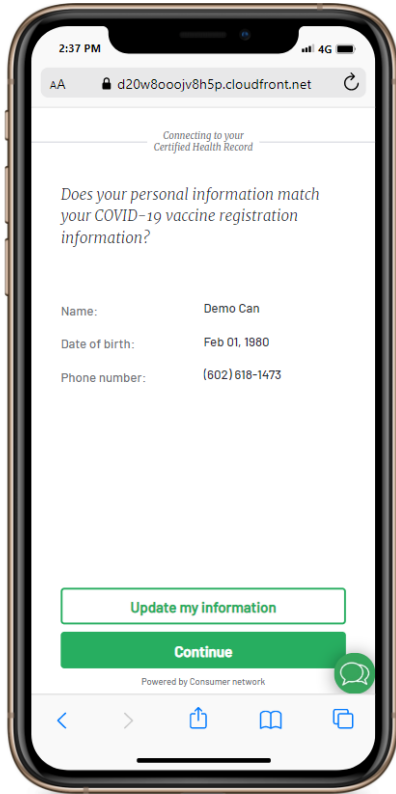 2:37 PM
4G
AA d20w8ooojv8h5p.cloudfront.net
Connecting to your
Certified Health Record
Does your personal information match
your COVID-19 vaccine registration
information?
Name: Demo Can
Date of birth: Feb 01, 1980
Phone number: (602) 618-1473
Update my information
Continue
Powered by Consumer network